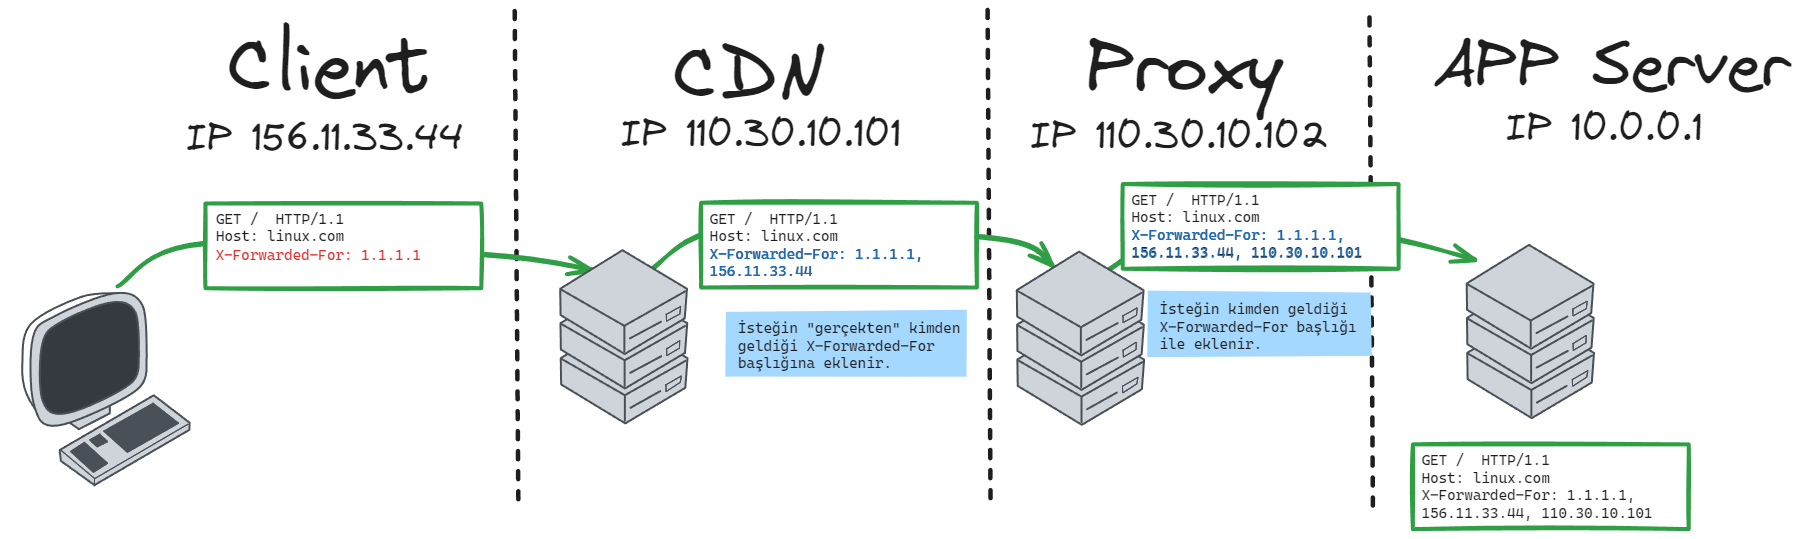 Client
IP 156.11.33.44
GET /  HTTP/1.1
Host: linux.com
X-Forwarded-For: 1.1.1.1
CDN
IP 110.30.10.101
GET /  HTTP/1.1
Host: linux.com
X-Forwarded-For: 1.1.1.1,
156.11.33.44
İsteğin "gerçekten" kimden
geldiği X-Forwarded-For
başlığına eklenir.
Proxy
IP 110.30.10.102
GET /  HTTP/1.1
Host: linux.com
X-Forwarded-For: 1.1.1.1,
156.11.33.44, 110.30.10.101
İsteğin kimden geldiği
X-Forwarded-For başlığı
ile eklenir.
APP Server
IP 10.0.0.1
GET /  HTTP/1.1
Host: linux.com
X-Forwarded-For: 1.1.1.1,
156.11.33.44, 110.30.10.101